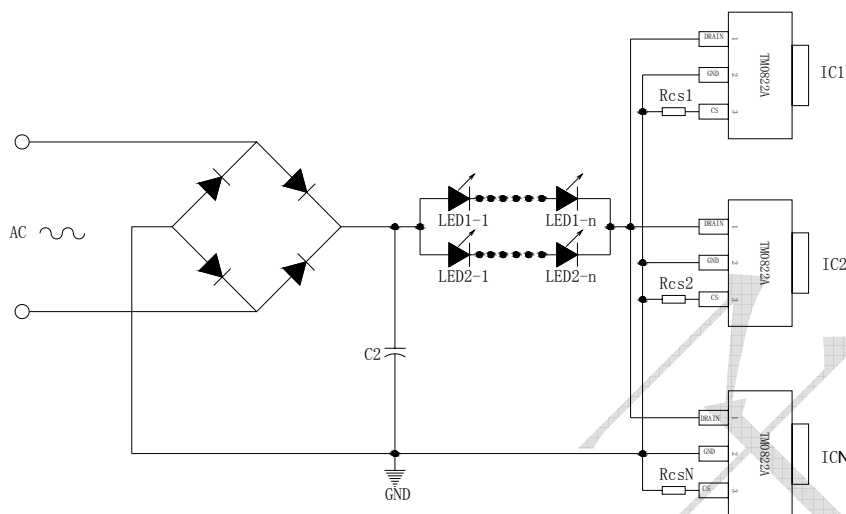 DRAIN 1
GND 2
CS 3
TM0822A
IC1
Rcs1
AC
LED1-1
LED1-n
LED2-1
LED2-n
DRAIN 1
GND 2
CS 3
TM0822A
IC2
Rcs2
C2
DRAIN 1
GND 2
CS 3
TM0822A
ICN
RcsN
GND